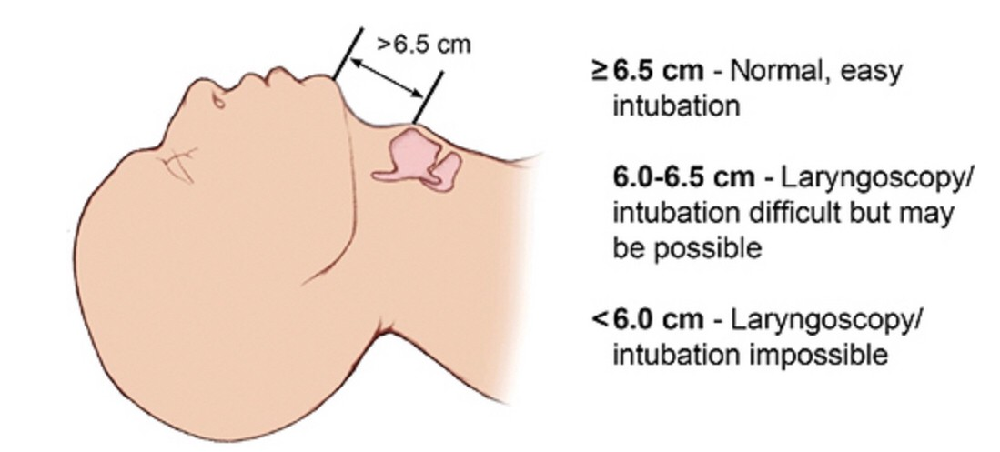 >6.5 cm
≥6.5 cm - Normal, easy
intubation
6.0-6.5 cm - Laryngoscopy/
intubation difficult but may
be possible
<6.0 cm - Laryngoscopy/
intubation impossible